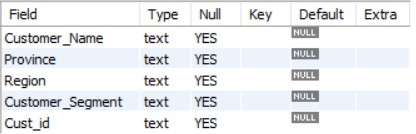 Field Type Null Key Default Extra
Customer_Name text YES NULL
Province text YES NULL
Region text YES NULL
Customer_Segment text YES NULL
Cust_id text YES NULL